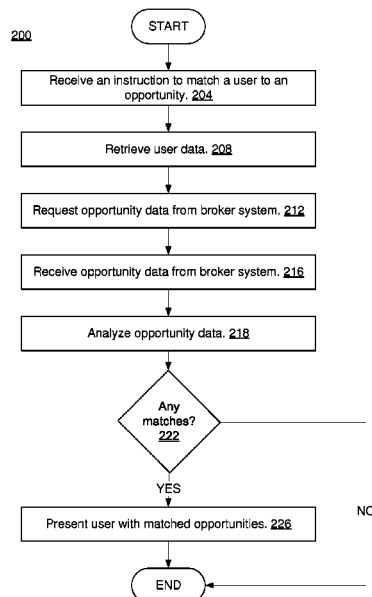 200
START
Receive an instruction to match a user to an
opportunity. 204
Retrieve user data. 208
Request opportunity data from broker system. 212
Receive opportunity data from broker system. 216
Analyze opportunity data. 218
Any
matches?
222
YES
NO
Present user with matched opportunities. 226
END